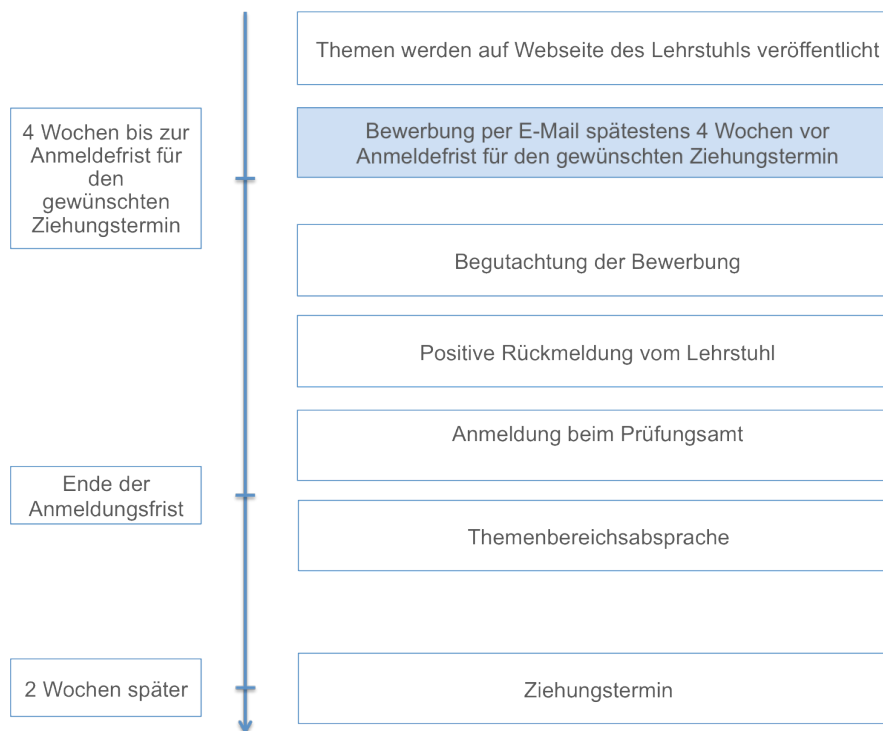 Themen werden auf Webseite des Lehrstuhls veröffentlicht
4 Wochen bis zur
Anmeldefrist für
den
gewünschten
Ziehungstermin
Bewerbung per E-Mail spätestens 4 Wochen vor
Anmeldefrist für den gewünschten Ziehungstermin
Begutachtung der Bewerbung
Positive Rückmeldung vom Lehrstuhl
Anmeldung beim Prüfungsamt
Ende der
Anmeldungsfrist
Themenbereichsabsprache
2 Wochen später
Ziehungstermin